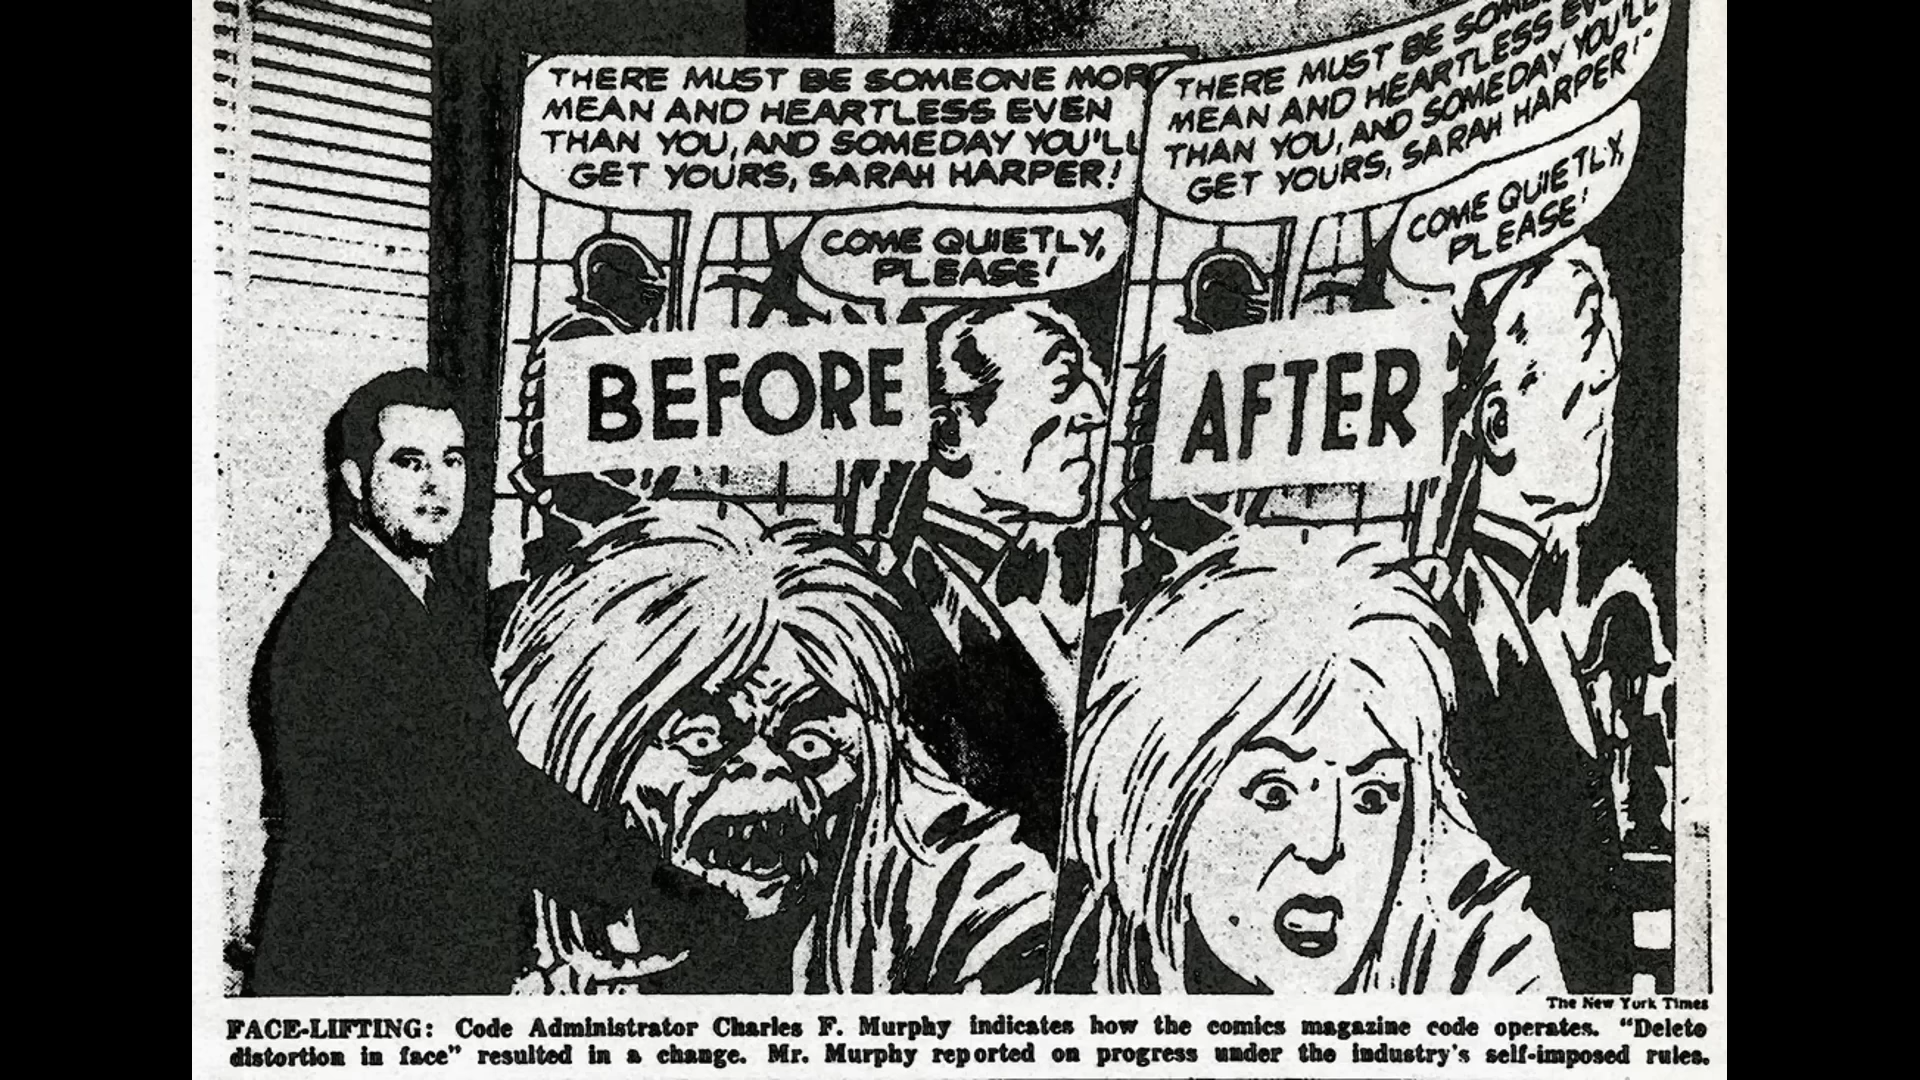 THERE MUST BE SOMEONE MORE
MEAN AND HEARTLESS EVEN
THAN YOU, AND SOMEDAY YOU'LL
GET YOURS, SARAH HARPER!
COME QUIETLY,
PLEASE!
BEFORE
THERE MUST BE
MEAN AND HEARTLESS
THAN YOU, AND SOMEDAY YOU'LL
GET YOURS, SARAH HARPER!
COME QUIETLY,
PLEASE!
AFTER
The New York Times
FACE-LIFTING: Code Administrator Charles F. Murphy indicates how the comics magazine code operates. "Delete
distortion in face" resulted in a change. Mr. Murphy reported on progress under the industry's self-imposed rules.